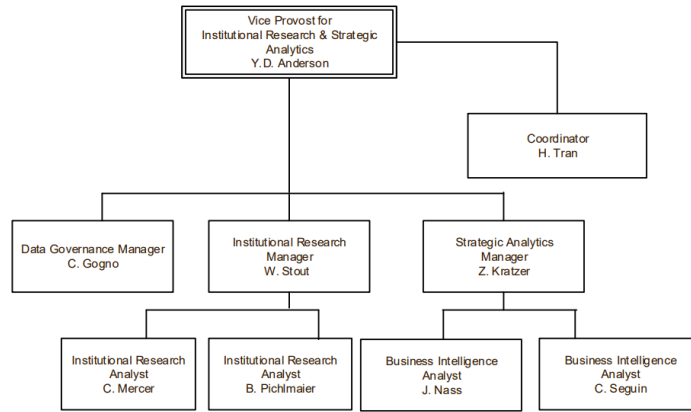 Vice Provost for
Institutional Research & Strategic
Analytics
Y.D. Anderson
Coordinator
H. Tran
Data Governance Manager
C. Gogno
Institutional Research
Manager
W. Stout
Strategic Analytics
Manager
Z. Kratzer
Institutional Research
Analyst
C. Mercer
Institutional Research
Analyst
B. Pichlmaier
Business Intelligence
Analyst
J. Nass
Business Intelligence
Analyst
C. Seguin